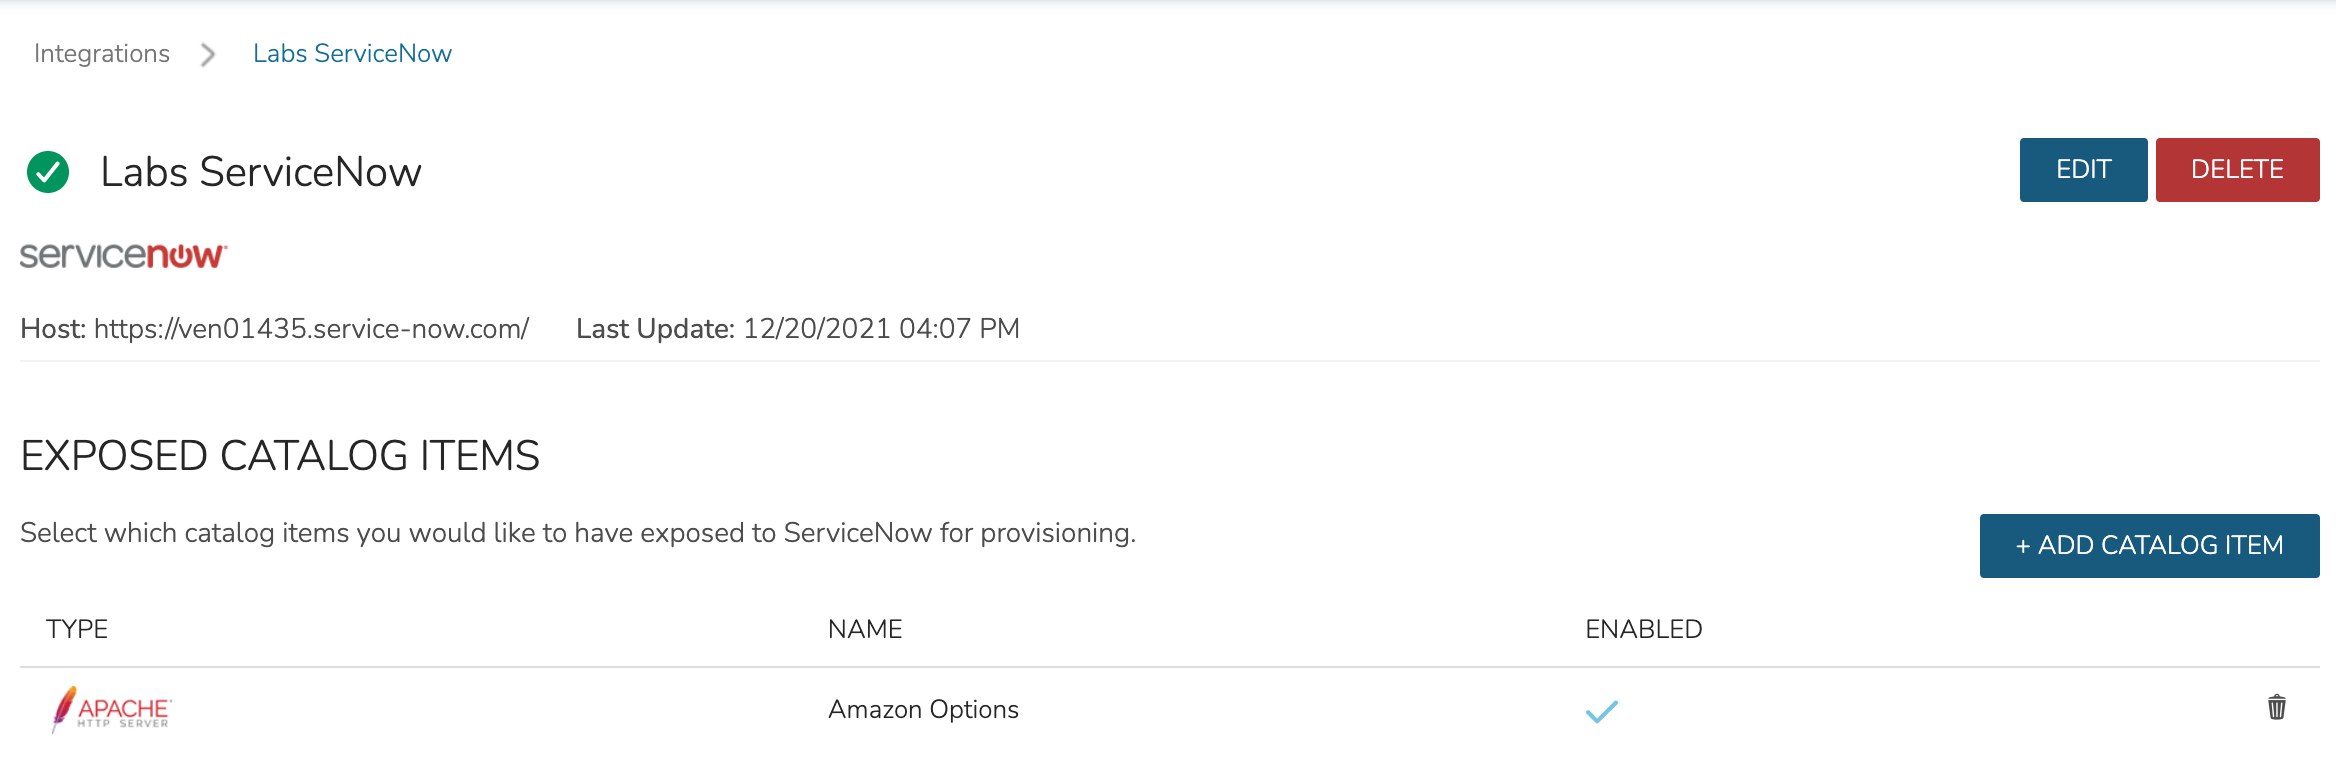 Integrations > Labs ServiceNow
Labs ServiceNow
EDIT DELETE
servicenow
Host: https://ven01435.service-now.com/ Last Update: 12/20/2021 04:07 PM
EXPOSED CATALOG ITEMS
Select which catalog items you would like to have exposed to ServiceNow for provisioning.
+ ADD CATALOG ITEM
TYPE NAME ENABLED
APACHE
HTTP SERVER
Amazon Options